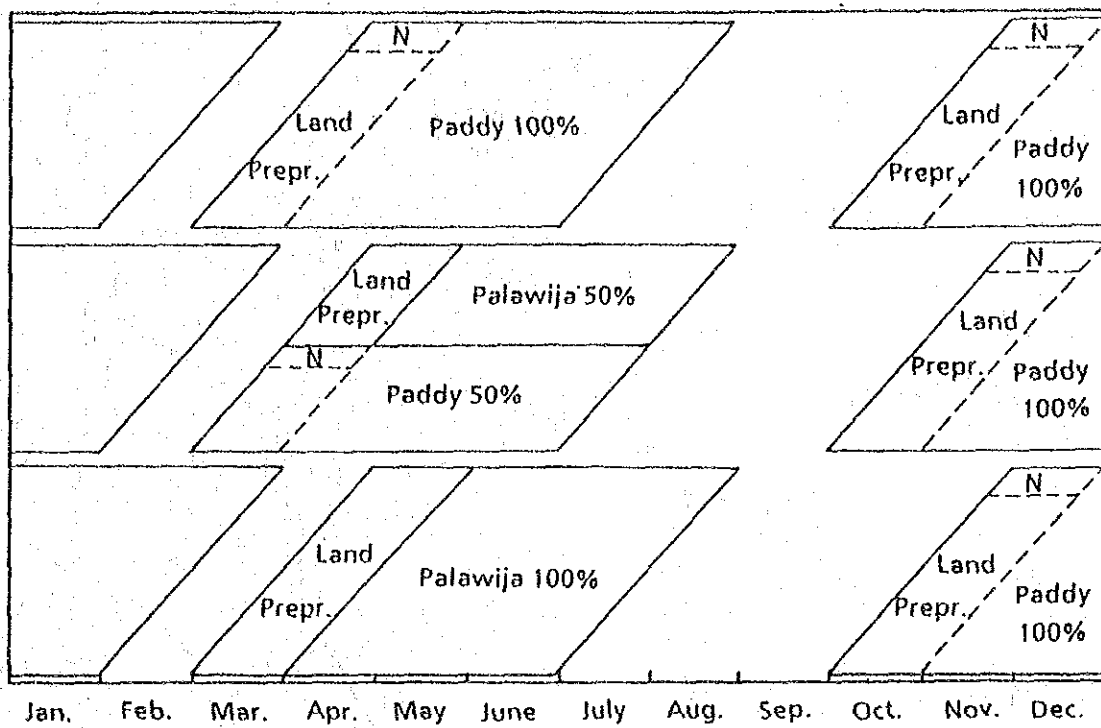 N
N
Land
Prepr.
Paddy 100%
Land
Prepr.
Paddy
100%
Land
Prepr.
Palawija 50%
N
Paddy 50%
N
Land
Prepr.
Paddy
100%
Land
Prepr.
Palawija 100%
N
Land
Prepr.
Paddy
100%
Jan. Feb. Mar. Apr. May June July Aug. Sep. Oct. Nov. Dec.